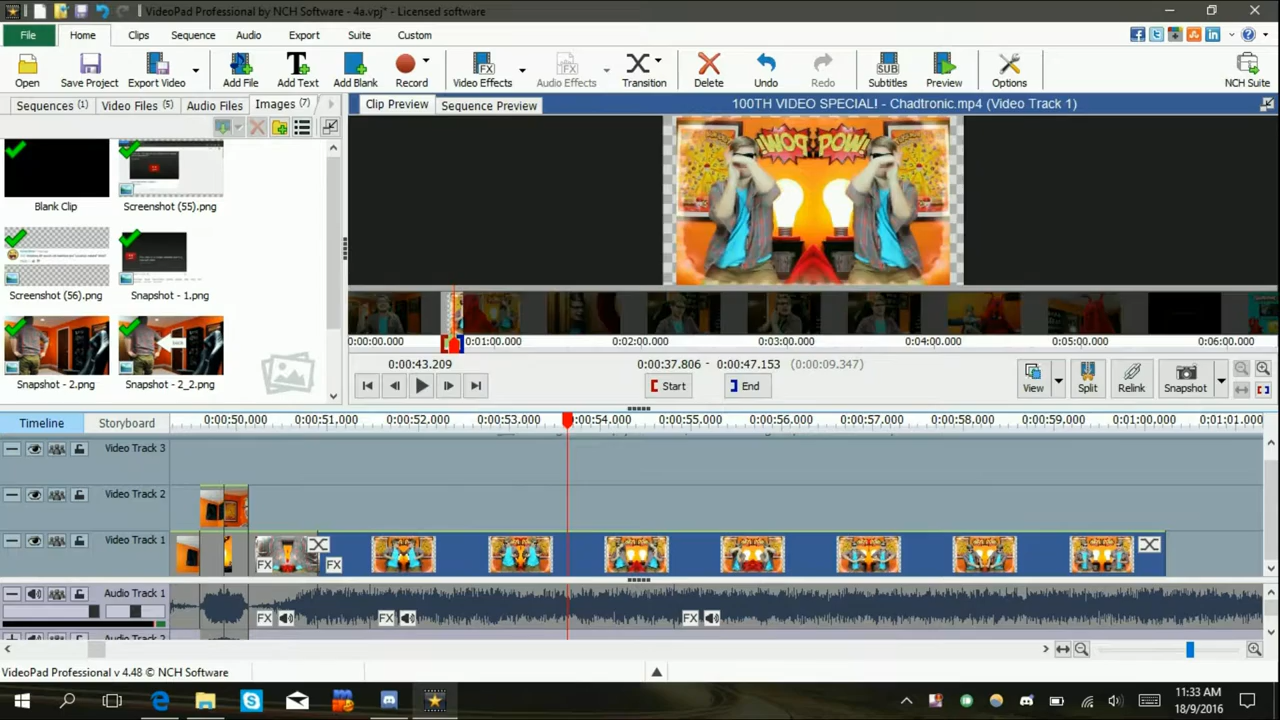 VideoPad Professional by NCH Software - 4a.vpj* - Licensed software
File Home Clips Sequence Audio Export Suite Custom
Open Save Project Export Video Add File Add Text Add Blank Record Video Effects Audio Effects Transition Delete Undo Redo Subtitles Preview Options NCH Suite
FX FX SUB
Sequences (1) Video Files (5) Audio Files Images (7)
Clip Preview Sequence Preview 100TH VIDEO SPECIAL! - Chadtronic.mp4 (Video Track 1)
POW! POW!
Blank Clip Screenshot (55).png
Screenshot (56).png Snapshot - 1.png
Snapshot - 2.png Snapshot - 2_2.png
0:00:00.000 0:01:00.000 0:02:00.000 0:03:00.000 0:04:00.000 0:05:00.000 0:06:00.000
0:00:43.209 0:00:37.806 - 0:00:47.153 (0:00:09.347)
Start End View Split Relink Snapshot
Timeline Storyboard
0:00:50.000 0:00:51.000 0:00:52.000 0:00:53.000 0:00:54.000 0:00:55.000 0:00:56.000 0:00:57.000 0:00:58.000 0:00:59.000 0:01:00.000 0:01:01.000
Video Track 3
Video Track 2
Video Track 1
FX FX
Audio Track 1
FX FX FX
Audio Track 2
VideoPad Professional v 4.48 © NCH Software
11:33 AM
18/9/2016